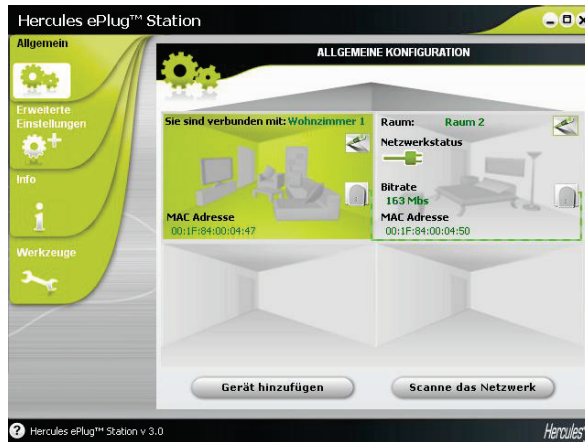 Hercules ePlug™ Station
Allgemein
Erweiterte
Einstellungen
Info
Werkzeuge
ALLGEMEINE KONFIGURATION
Sie sind verbunden mit: Wohnzimmer 1
MAC Adresse
00:1F:84:00:04:47
Raum: Raum 2
Netzwerkstatus
Bitrate
163 Mbs
MAC Adresse
00:1F:84:00:04:50
Gerät hinzufügen
Scanne das Netzwerk
? Hercules ePlug™ Station v 3.0
Hercules